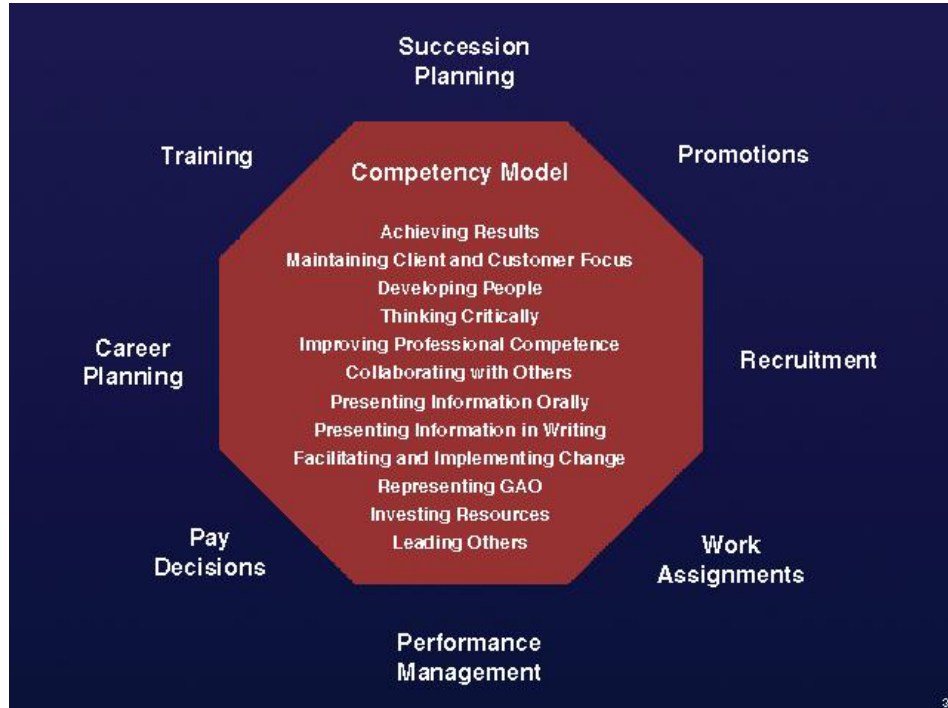 Succession
Planning
Training
Promotions
Competency Model
Achieving Results
Maintaining Client and Customer Focus
Developing People
Thinking Critically
Improving Professional Competence
Collaborating with Others
Presenting Information Orally
Presenting Information in Writing
Facilitating and Implementing Change
Representing GAO
Investing Resources
Leading Others
Career
Planning
Recruitment
Pay
Decisions
Work
Assignments
Performance
Management
3